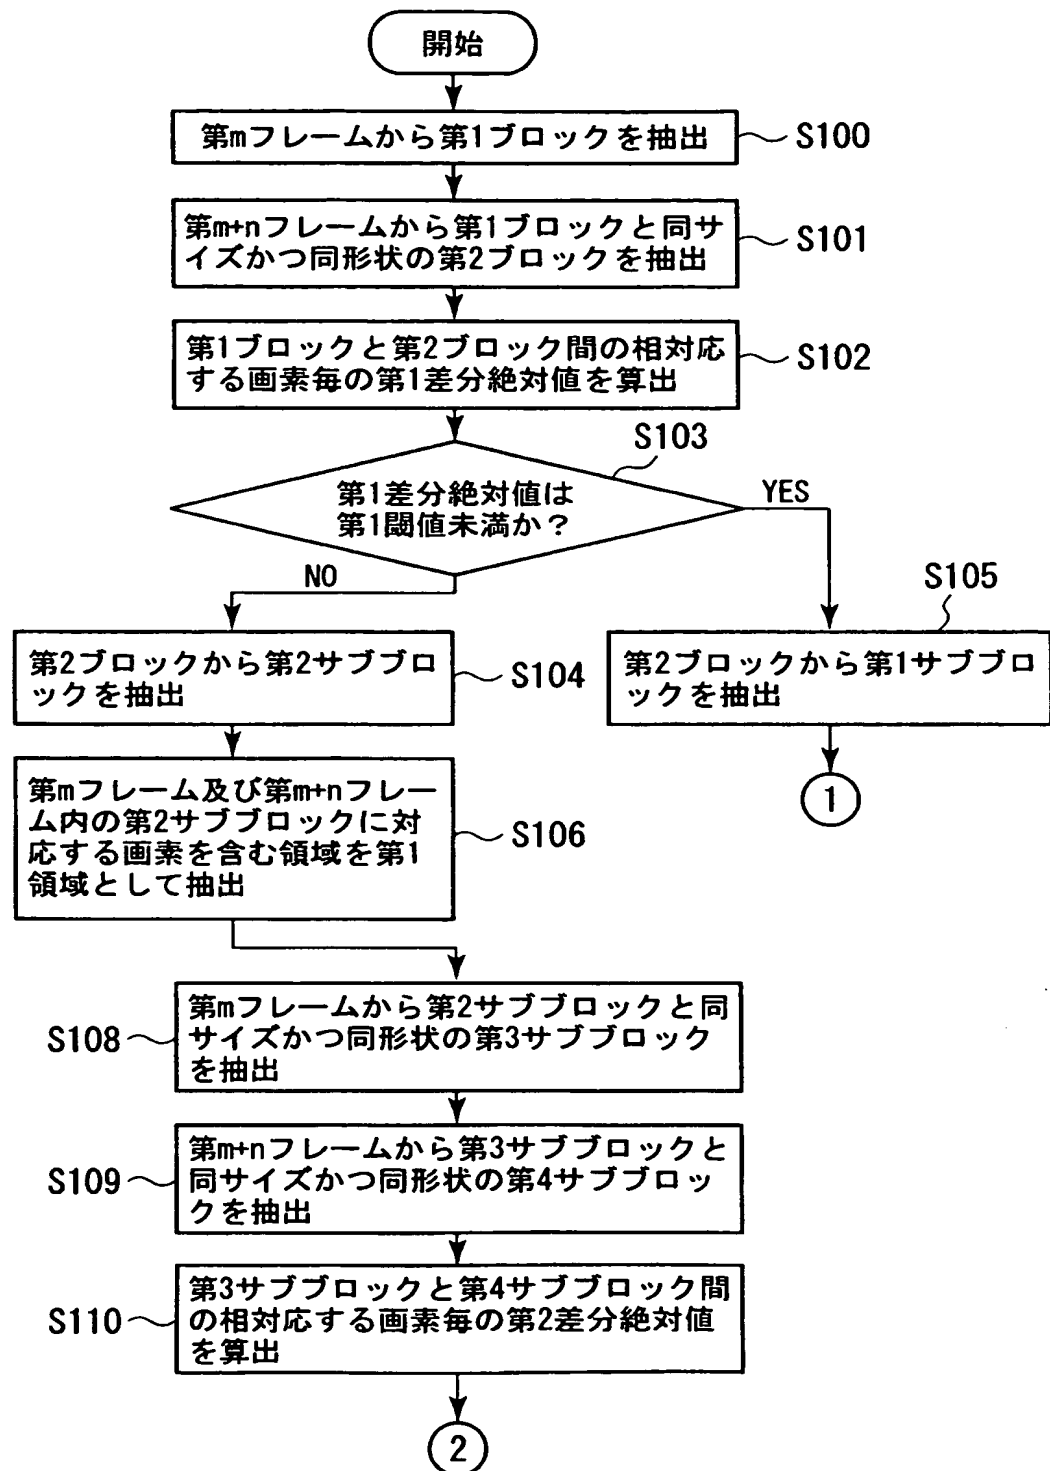 開始
第mフレームから第1ブロックを抽出
S100
第m+nフレームから第1ブロックと同サ
イズかつ同形状の第2ブロックを抽出
S101
第1ブロックと第2ブロック間の相対応
する画素毎の第1差分絶対値を算出
S102
S103
第1差分絶対値は
第1閾値未満か？
YES
NO
S105
第2ブロックから第2サブブロ
ックを抽出
S104
第2ブロックから第1サブブロ
ックを抽出
1
第mフレーム及び第m+nフレー
ム内の第2サブブロックに対
応する画素を含む領域を第1
領域として抽出
S106
第mフレームから第2サブブロックと同
サイズかつ同形状の第3サブブロック
を抽出
S108
第m+nフレームから第3サブブロックと
同サイズかつ同形状の第4サブブロッ
クを抽出
S109
第3サブブロックと第4サブブロック間
の相対応する画素毎の第2差分絶対値
を算出
S110
2